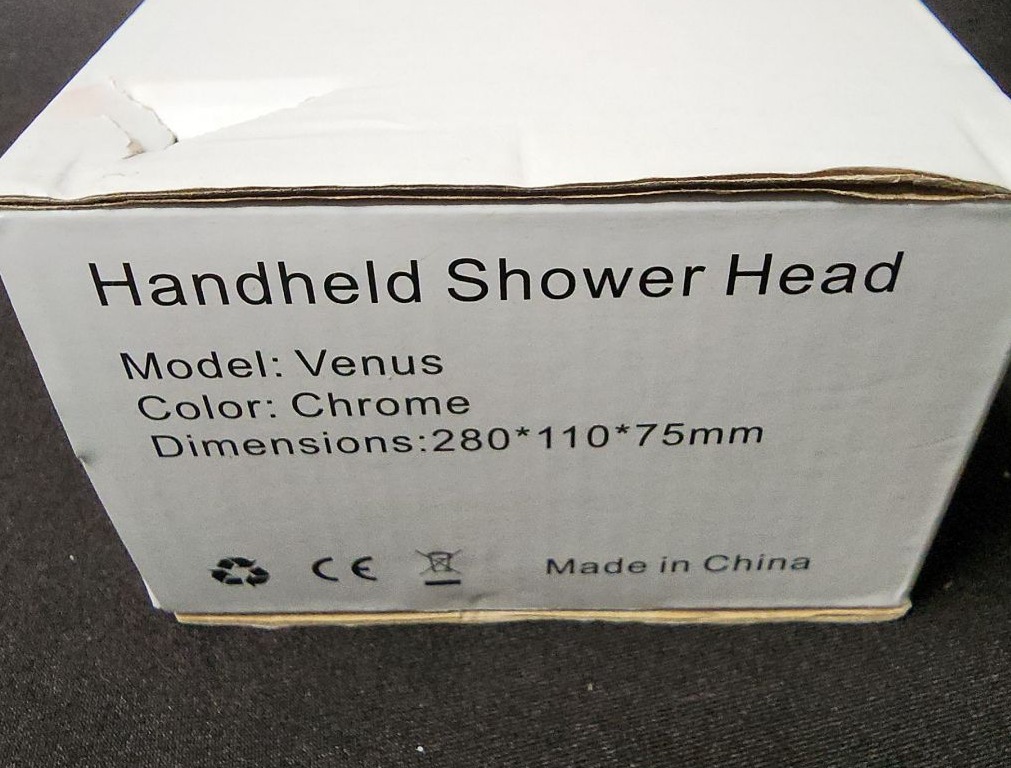 Handheld Shower Head
Model: Venus
Color: Chrome
Dimensions:280*110*75mm
CE
Made in China